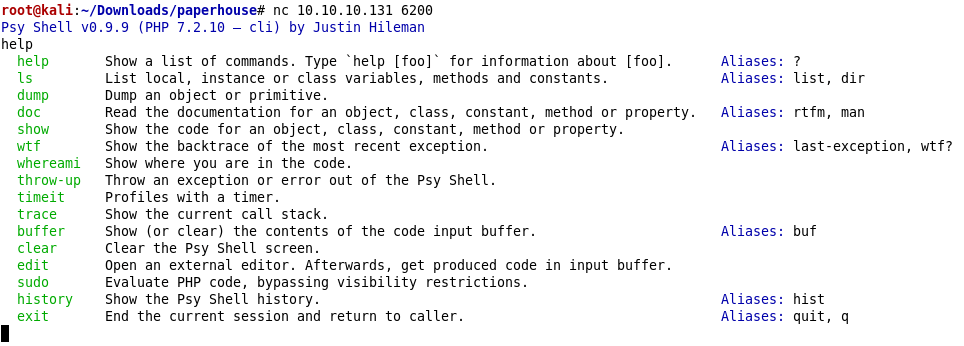 root@kali:~/Downloads/paperhouse# nc 10.10.10.131 6200
Psy Shell v0.9.9 (PHP 7.2.10 — cli) by Justin Hileman
help
  help       Show a list of commands. Type `help [foo]` for information about [foo].      Aliases: ?
  ls         List local, instance or class variables, methods and constants.              Aliases: list, dir
  dump       Dump an object or primitive.
  doc        Read the documentation for an object, class, constant, method or property.   Aliases: rtfm, man
  show       Show the code for an object, class, constant, method or property.
  wtf        Show the backtrace of the most recent exception.                             Aliases: last-exception, wtf?
  whereami   Show where you are in the code.
  throw-up   Throw an exception or error out of the Psy Shell.
  timeit     Profiles with a timer.
  trace      Show the current call stack.
  buffer     Show (or clear) the contents of the code input buffer.                       Aliases: buf
  clear      Clear the Psy Shell screen.
  edit       Open an external editor. Afterwards, get produced code in input buffer.
  sudo       Evaluate PHP code, bypassing visibility restrictions.
  history    Show the Psy Shell history.                                                  Aliases: hist
  exit       End the current session and return to caller.                                Aliases: quit, q